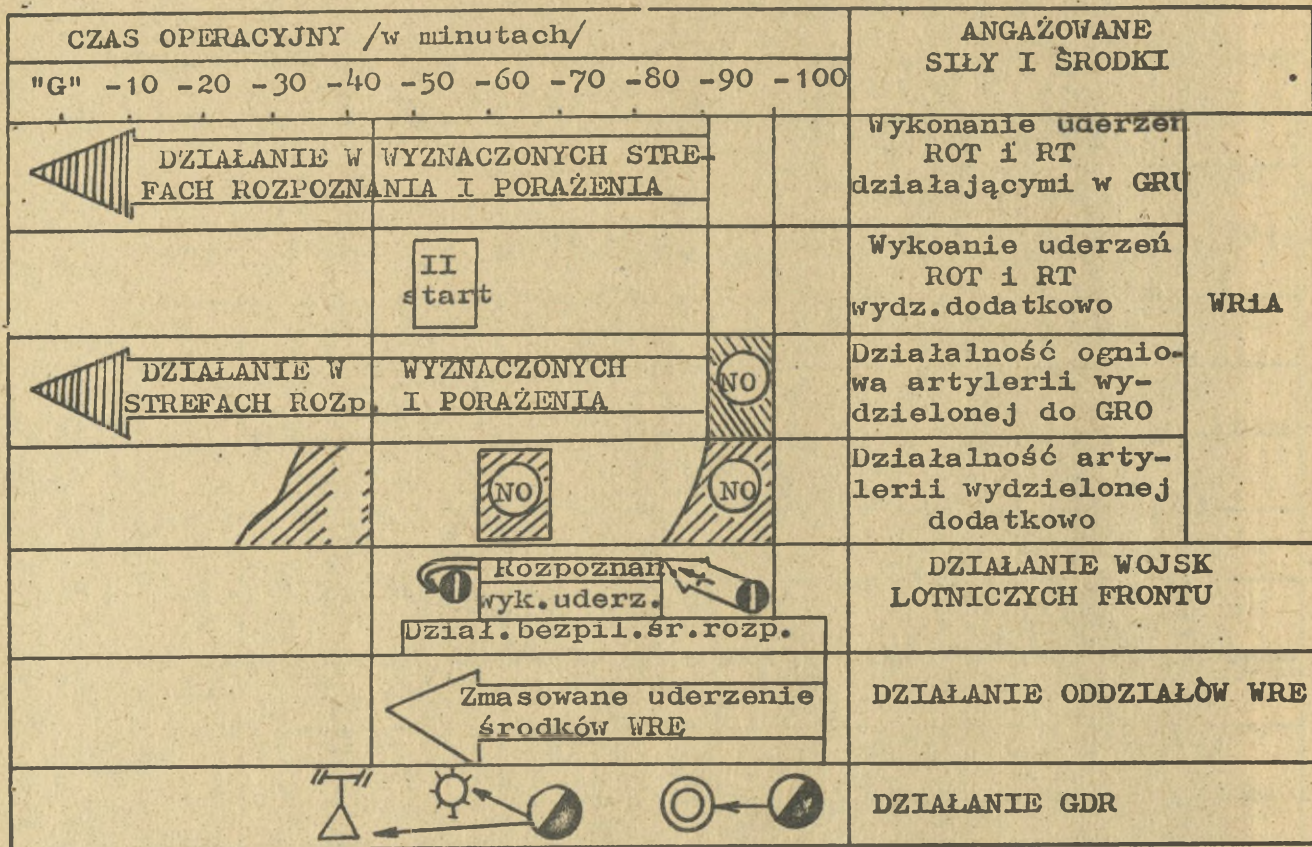 CZAS OPERACYJNY /w minutach/
"G" -10 -20 -30 -40 -50 -60 -70 -80 -90 -100
ANGAŻOWANE
SIŁY I ŚRODKI
DZIAŁANIE W WYZNACZONYCH STRE-
FACH ROZPOZNANIA I PORAŻENIA
Wykonanie uderzeń
ROT i RT
działającymi w GRU
II
start
Wykoanie uderzeń
ROT i RT
wydz.dodatkowo
WRiA
DZIAŁANIE W WYZNACZONYCH
STREFACH ROZp. I PORAŻENIA
NO
Działalność ognio-
wa artylerii wy-
dzielonej do GRO
NO
NO
Działalność arty-
lerii wydzielonej
dodatkowo
Rozpoznan
wyk.uderz.
Dział.bezpil.śr.rozp.
DZIAŁANIE WOJSK
LOTNICZYCH FRONTU
Zmasowane uderzenie
środków WRE
DZIAŁANIE ODDZIAŁÓW WRE
DZIAŁANIE GDR